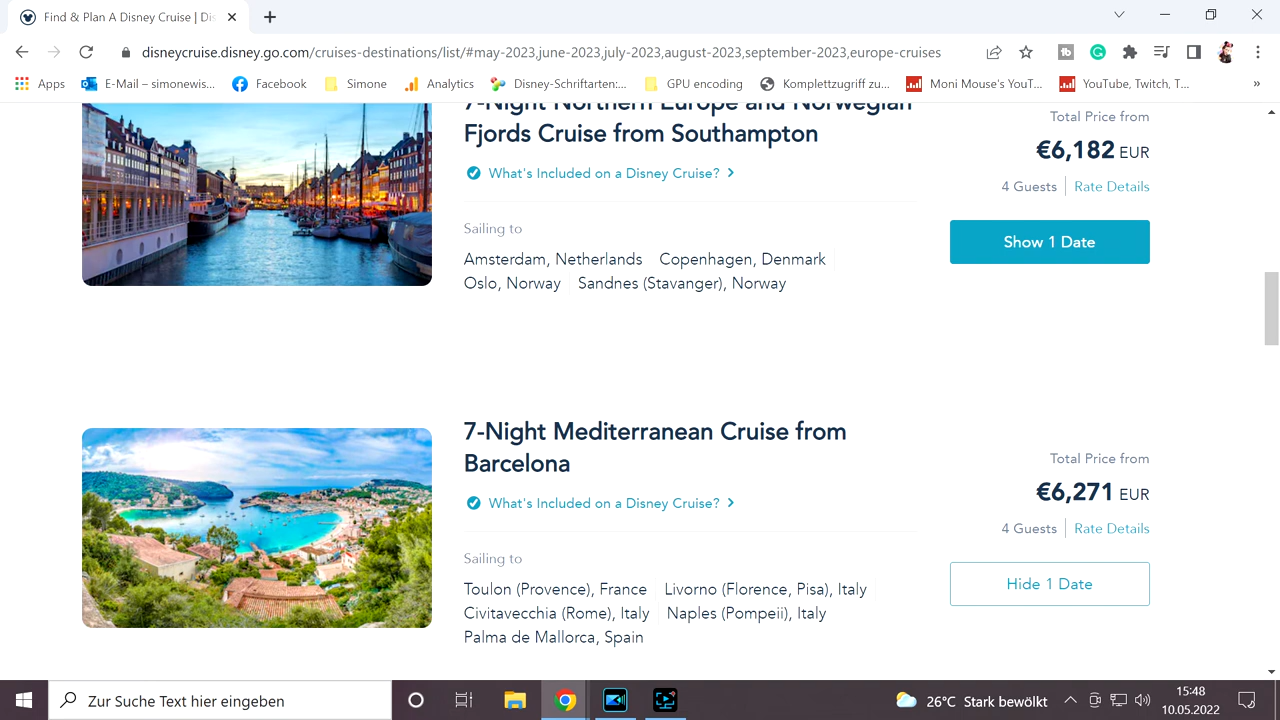 Find & Plan A Disney Cruise | Dis
disneycruise.disney.go.com/cruises-destinations/list/#may-2023,june-2023,july-2023,august-2023,september-2023,europe-cruises
Apps E-Mail – simonewis... Facebook Simone Analytics Disney-Schriftarten:... GPU encoding Komplettzugriff zu... Moni Mouse's YouT... YouTube, Twitch, T... »
7-Night Northern Europe and Norwegian
Fjords Cruise from Southampton
What's Included on a Disney Cruise?
Sailing to
Amsterdam, Netherlands Copenhagen, Denmark
Oslo, Norway Sandnes (Stavanger), Norway
Total Price from
€6,182 EUR
4 Guests Rate Details
Show 1 Date
7-Night Mediterranean Cruise from
Barcelona
What's Included on a Disney Cruise?
Sailing to
Toulon (Provence), France Livorno (Florence, Pisa), Italy
Civitavecchia (Rome), Italy Naples (Pompeii), Italy
Palma de Mallorca, Spain
Total Price from
€6,271 EUR
4 Guests Rate Details
Hide 1 Date
Zur Suche Text hier eingeben
26°C Stark bewölkt
15:48
10.05.2022